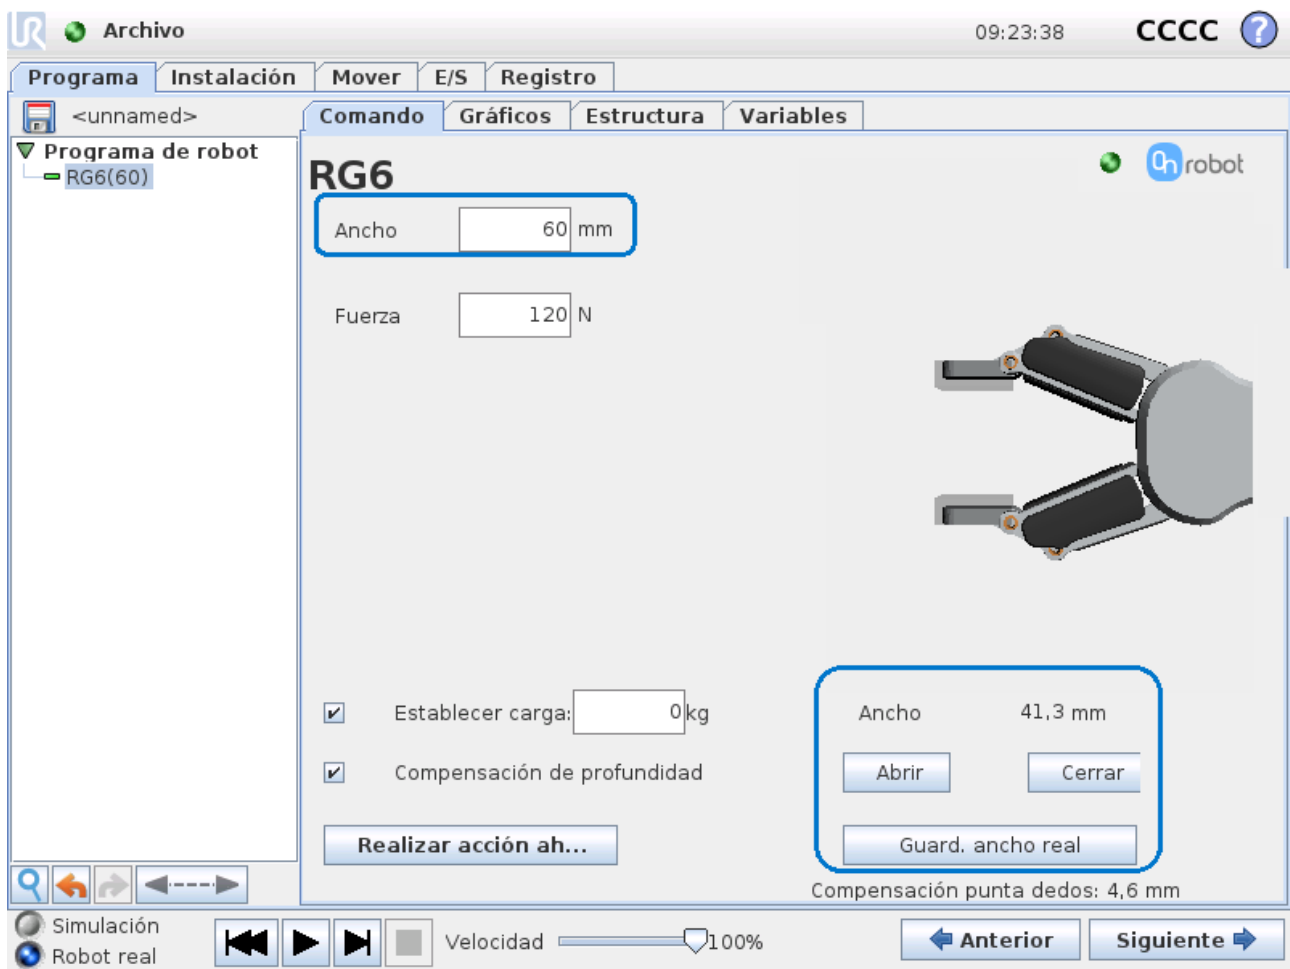 UR Archivo 09:23:38 CCCC ?
Programa Instalación Mover E/S Registro
<unnamed> Comando Gráficos Estructura Variables
Programa de robot
RG6(60)
RG6
On robot
Ancho 60 mm
Fuerza 120 N
Establecer carga: 0 kg
Compensación de profundidad
Realizar acción ah...
Ancho 41,3 mm
Abrir Cerrar
Guard. ancho real
Compensación punta dedos: 4,6 mm
Simulación
Robot real
Velocidad 100%
Anterior Siguiente